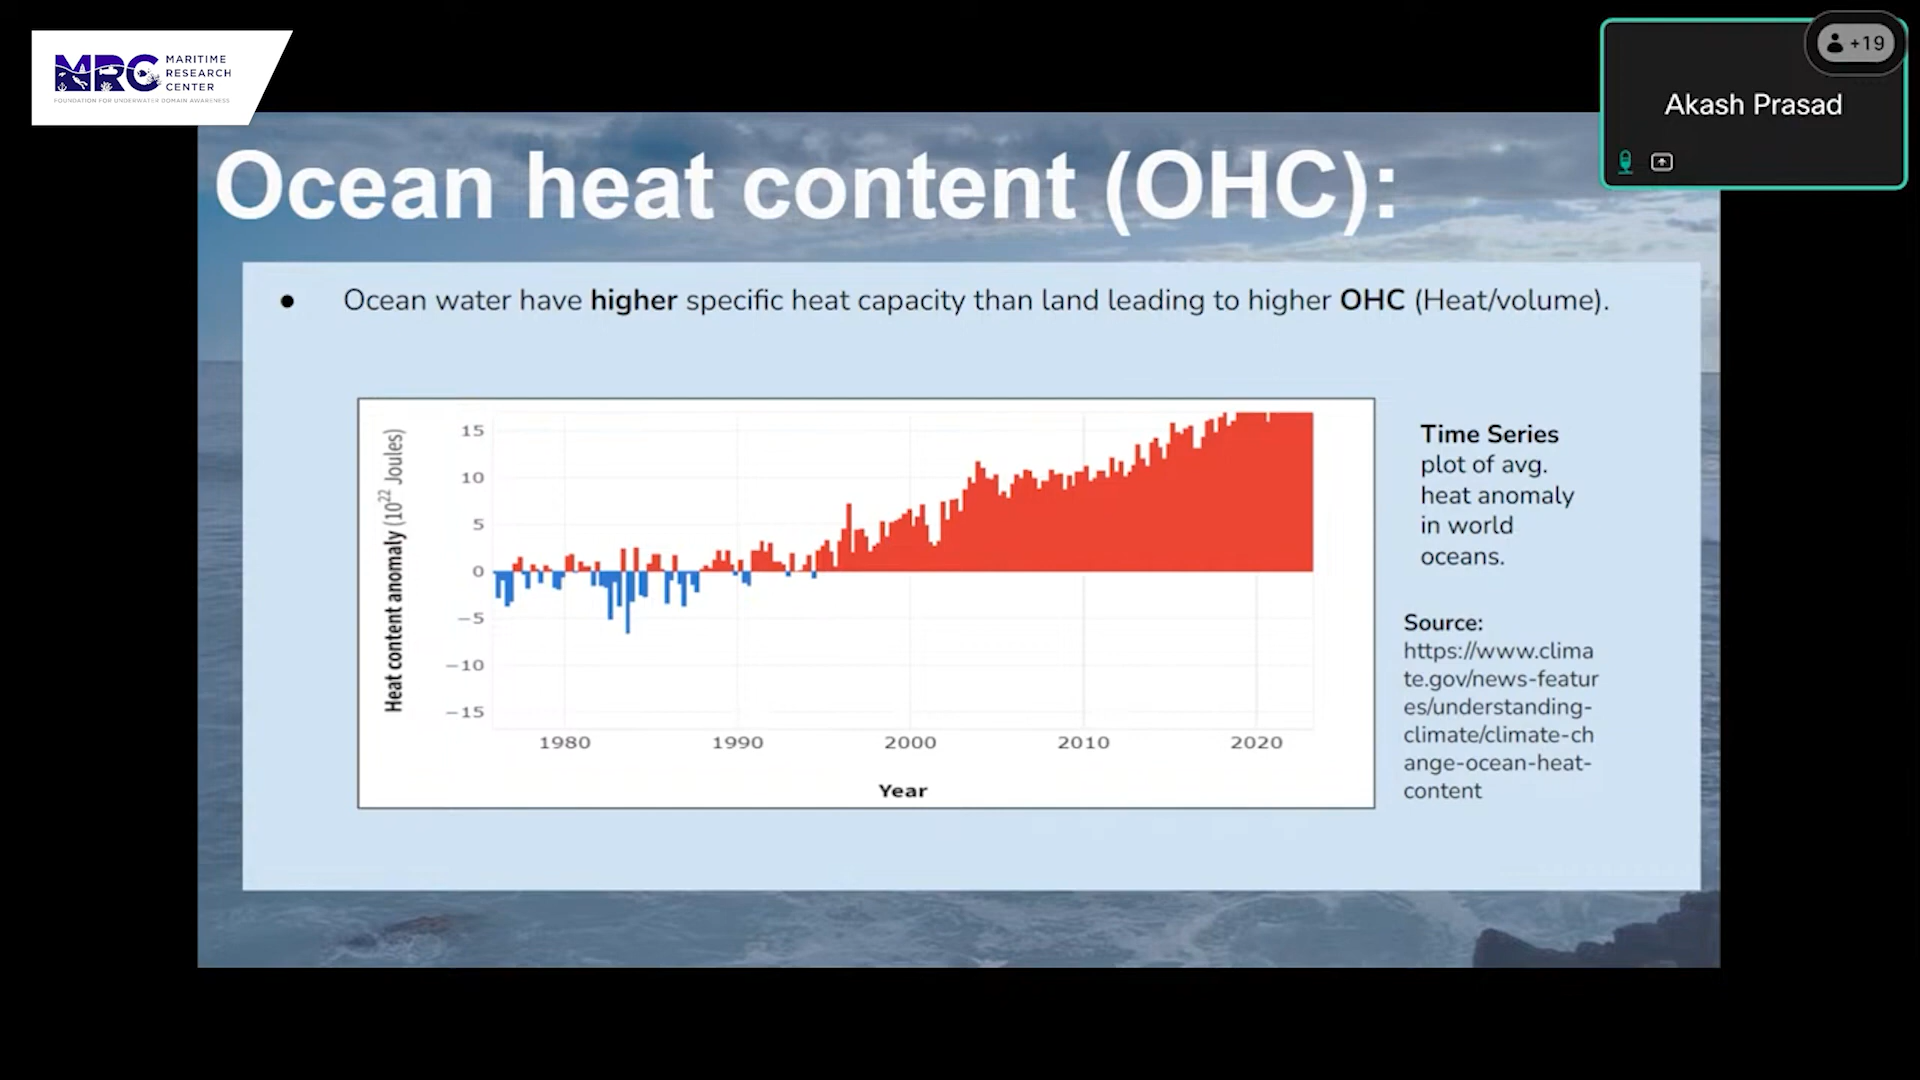 MRC
MARITIME
RESEARCH
CENTER
FOUNDATION FOR UNDERWATER DOMAIN AWARENESS
+19
Akash Prasad
Ocean heat content (OHC):
● Ocean water have higher specific heat capacity than land leading to higher OHC (Heat/volume).
Heat content anomaly (10²² Joules)
15
10
5
0
−5
−10
−15
1980 1990 2000 2010 2020
Year
Time Series
plot of avg.
heat anomaly
in world
oceans.
Source:
https://www.clima
te.gov/news-featur
es/understanding-
climate/climate-ch
ange-ocean-heat-
content